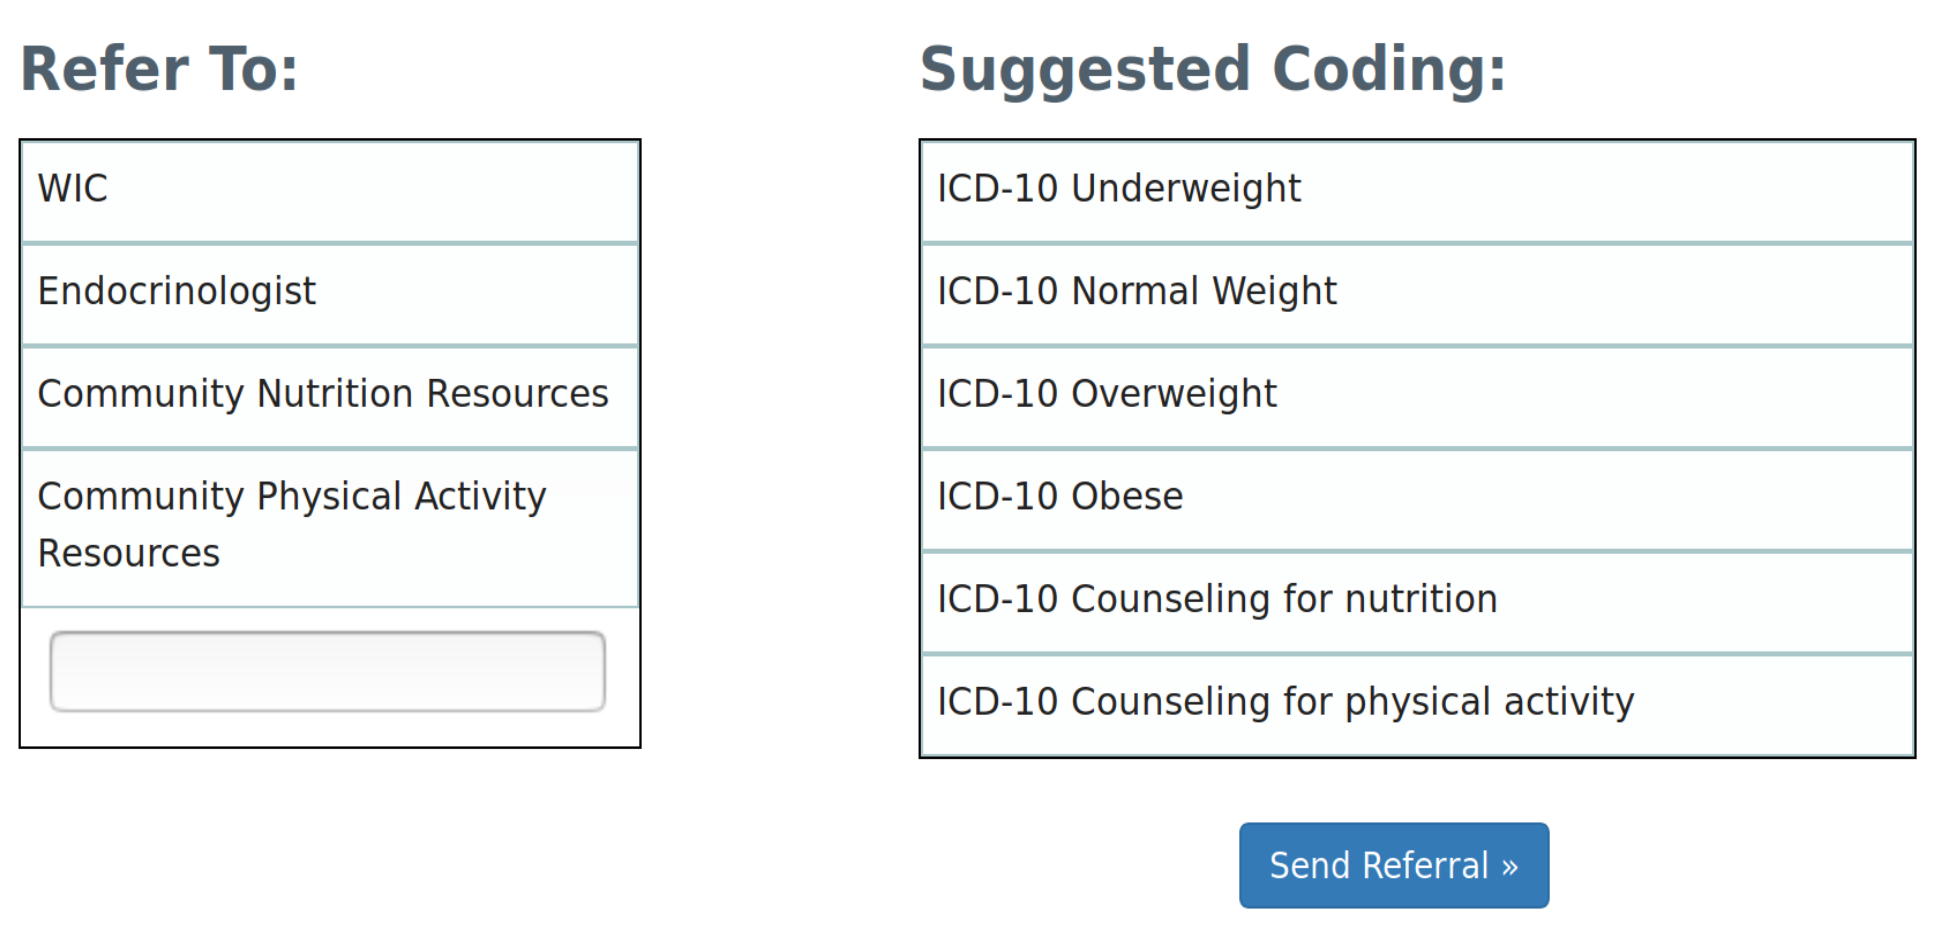 Refer To:
WIC
Endocrinologist
Community Nutrition Resources
Community Physical Activity
Resources
Suggested Coding:
ICD-10 Underweight
ICD-10 Normal Weight
ICD-10 Overweight
ICD-10 Obese
ICD-10 Counseling for nutrition
ICD-10 Counseling for physical activity
Send Referral »